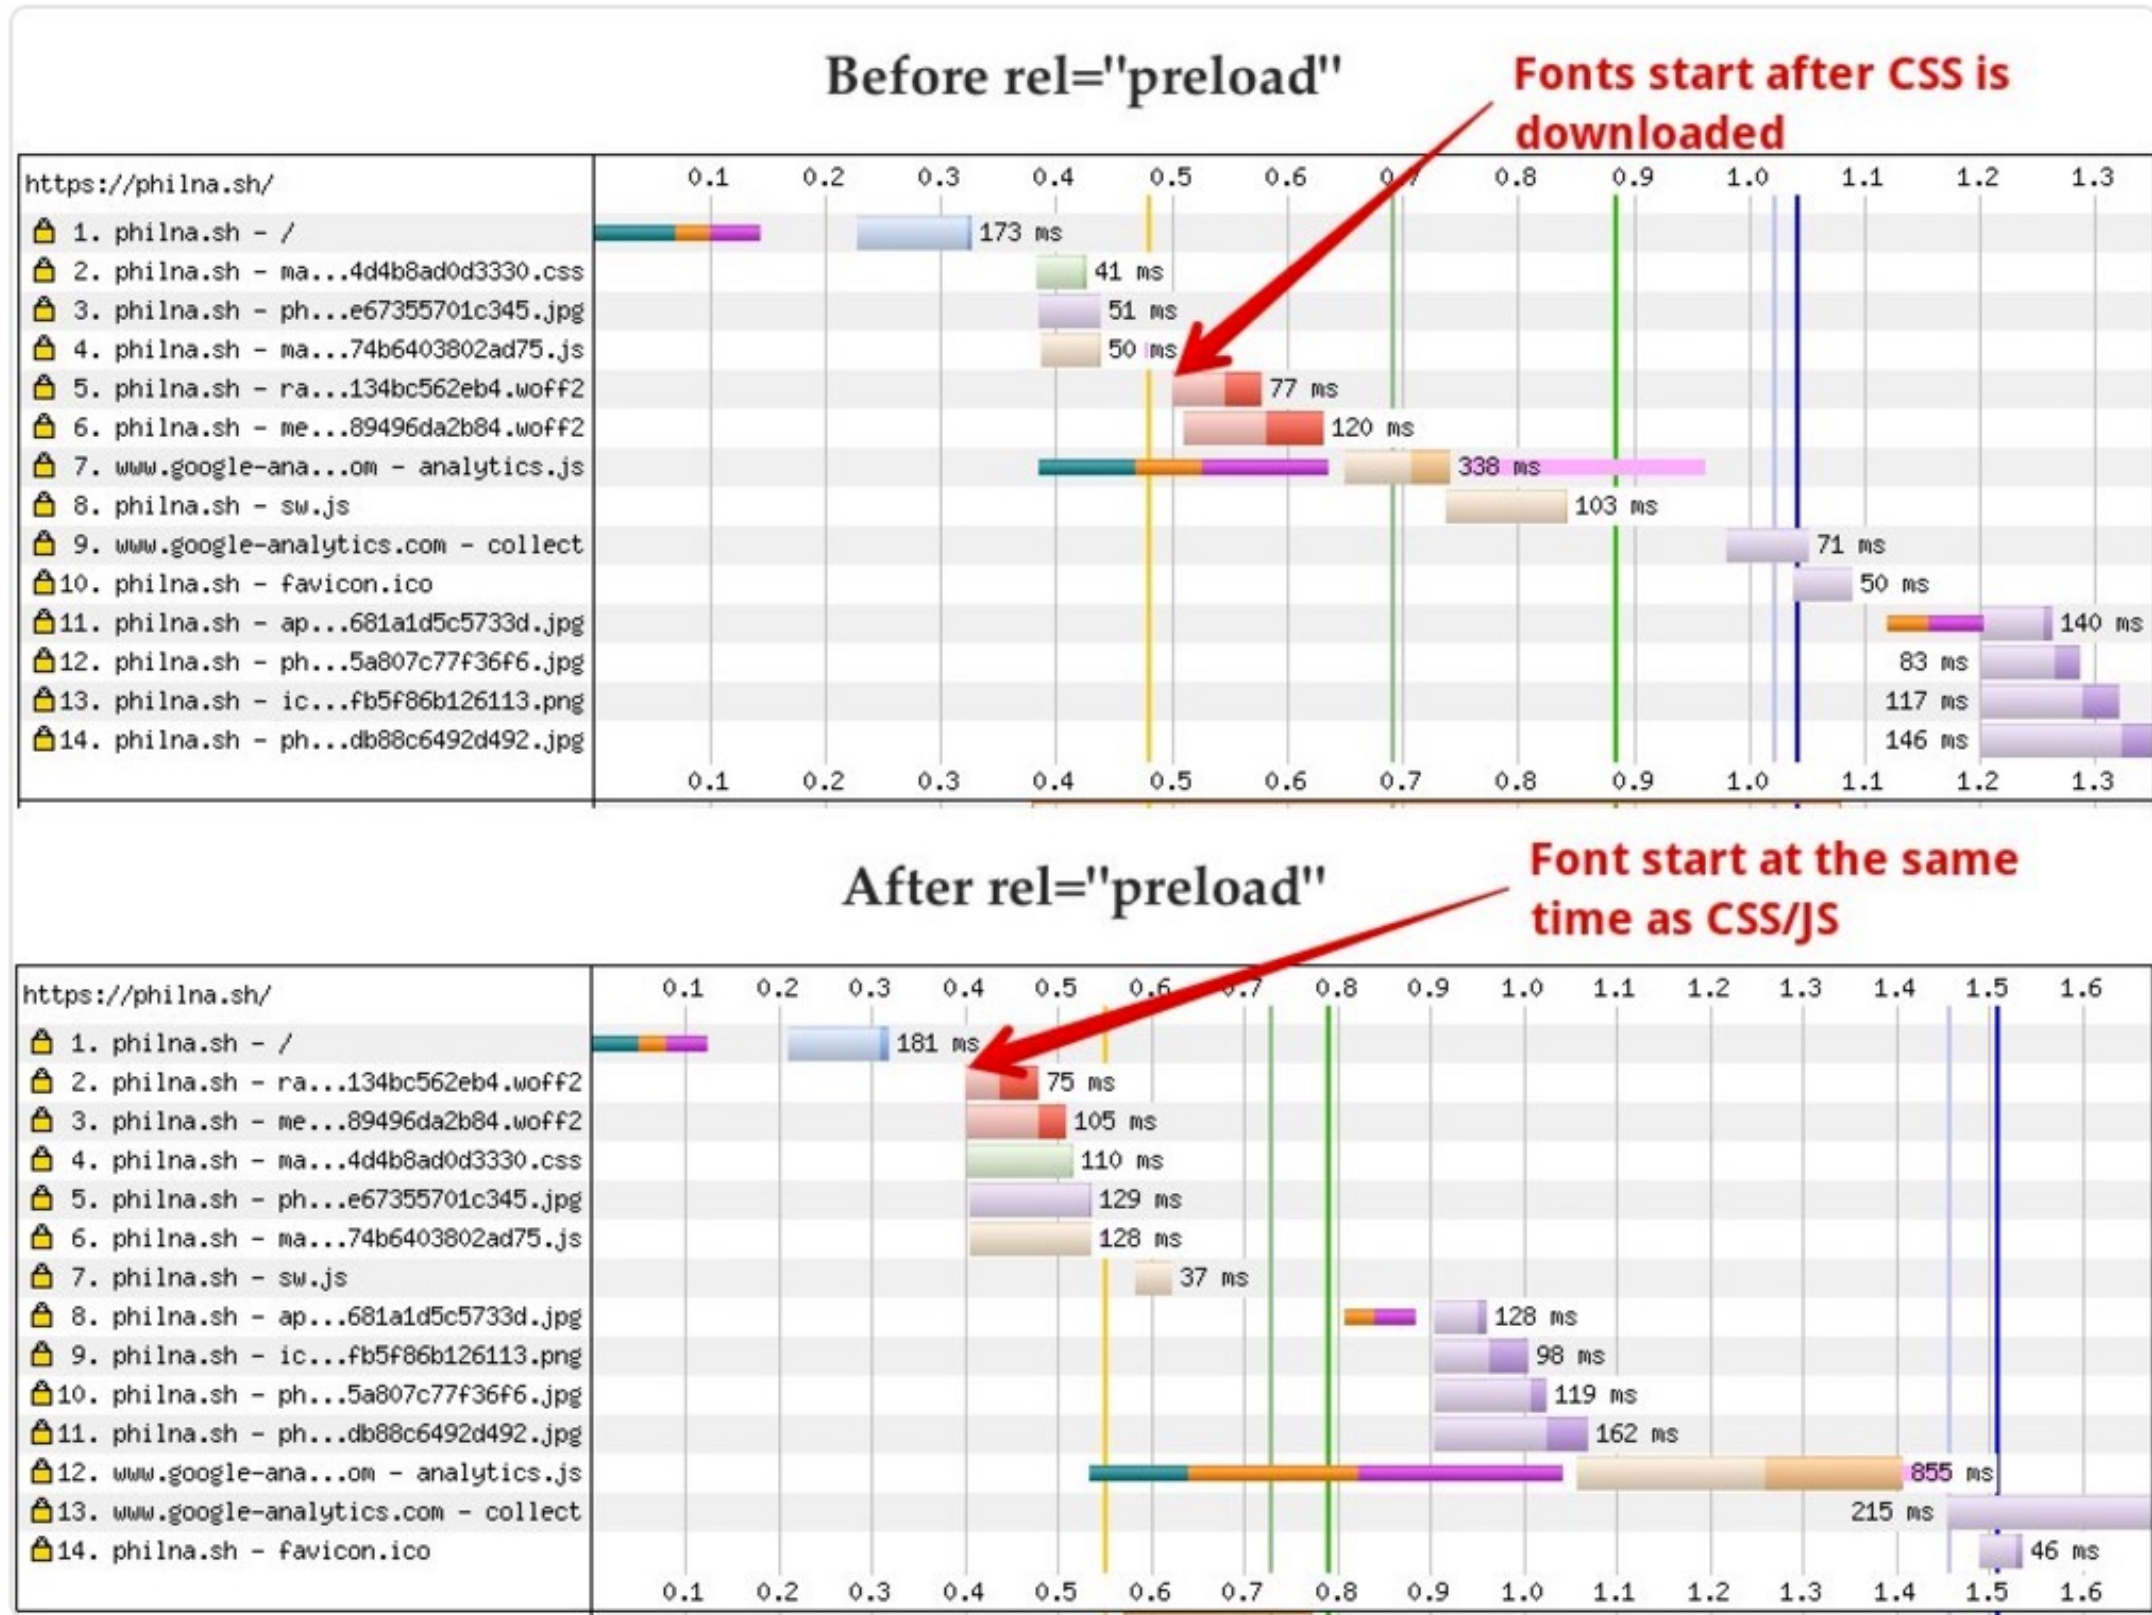 Before rel="preload"
Fonts start after CSS is
downloaded
https://philna.sh/ 0.1 0.2 0.3 0.4 0.5 0.6 0.7 0.8 0.9 1.0 1.1 1.2 1.3
1. philna.sh - / 173 ms
2. philna.sh - ma...4d4b8ad0d3330.css 41 ms
3. philna.sh - ph...e67355701c345.jpg 51 ms
4. philna.sh - ma...74b6403802ad75.js 50 ms
5. philna.sh - ra...134bc562eb4.woff2 77 ms
6. philna.sh - me...89496da2b84.woff2 120 ms
7. www.google-ana...om - analytics.js 338 ms
8. philna.sh - sw.js 103 ms
9. www.google-analytics.com - collect 71 ms
10. philna.sh - favicon.ico 50 ms
11. philna.sh - ap...681a1d5c5733d.jpg 140 ms
12. philna.sh - ph...5a807c77f36f6.jpg 83 ms
13. philna.sh - ic...fb5f86b126113.png 117 ms
14. philna.sh - ph...db88c6492d492.jpg 146 ms
0.1 0.2 0.3 0.4 0.5 0.6 0.7 0.8 0.9 1.0 1.1 1.2 1.3
After rel="preload"
Font start at the same
time as CSS/JS
https://philna.sh/ 0.1 0.2 0.3 0.4 0.5 0.6 0.7 0.8 0.9 1.0 1.1 1.2 1.3 1.4 1.5 1.6
1. philna.sh - / 181 ms
2. philna.sh - ra...134bc562eb4.woff2 75 ms
3. philna.sh - me...89496da2b84.woff2 105 ms
4. philna.sh - ma...4d4b8ad0d3330.css 110 ms
5. philna.sh - ph...e67355701c345.jpg 129 ms
6. philna.sh - ma...74b6403802ad75.js 128 ms
7. philna.sh - sw.js 37 ms
8. philna.sh - ap...681a1d5c5733d.jpg 128 ms
9. philna.sh - ic...fb5f86b126113.png 98 ms
10. philna.sh - ph...5a807c77f36f6.jpg 119 ms
11. philna.sh - ph...db88c6492d492.jpg 162 ms
12. www.google-ana...om - analytics.js 855 ms
13. www.google-analytics.com - collect 215 ms
14. philna.sh - favicon.ico 46 ms
0.1 0.2 0.3 0.4 0.5 0.6 0.7 0.8 0.9 1.0 1.1 1.2 1.3 1.4 1.5 1.6